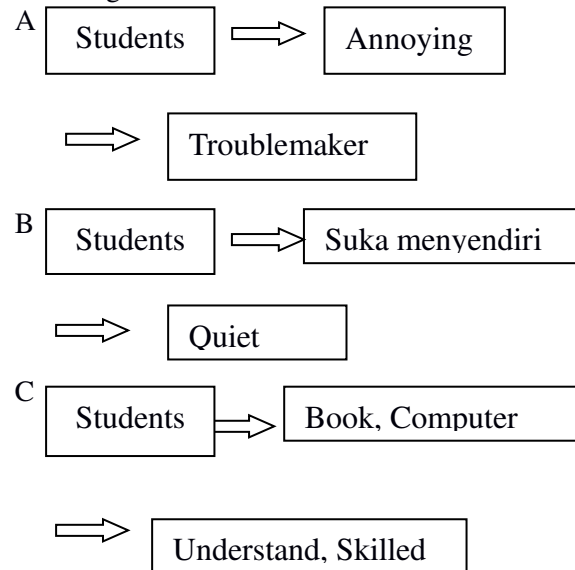 A Students Annoying
Troublemaker
B Students Suka menyendiri
Quiet
C Students Book, Computer
Understand, Skilled